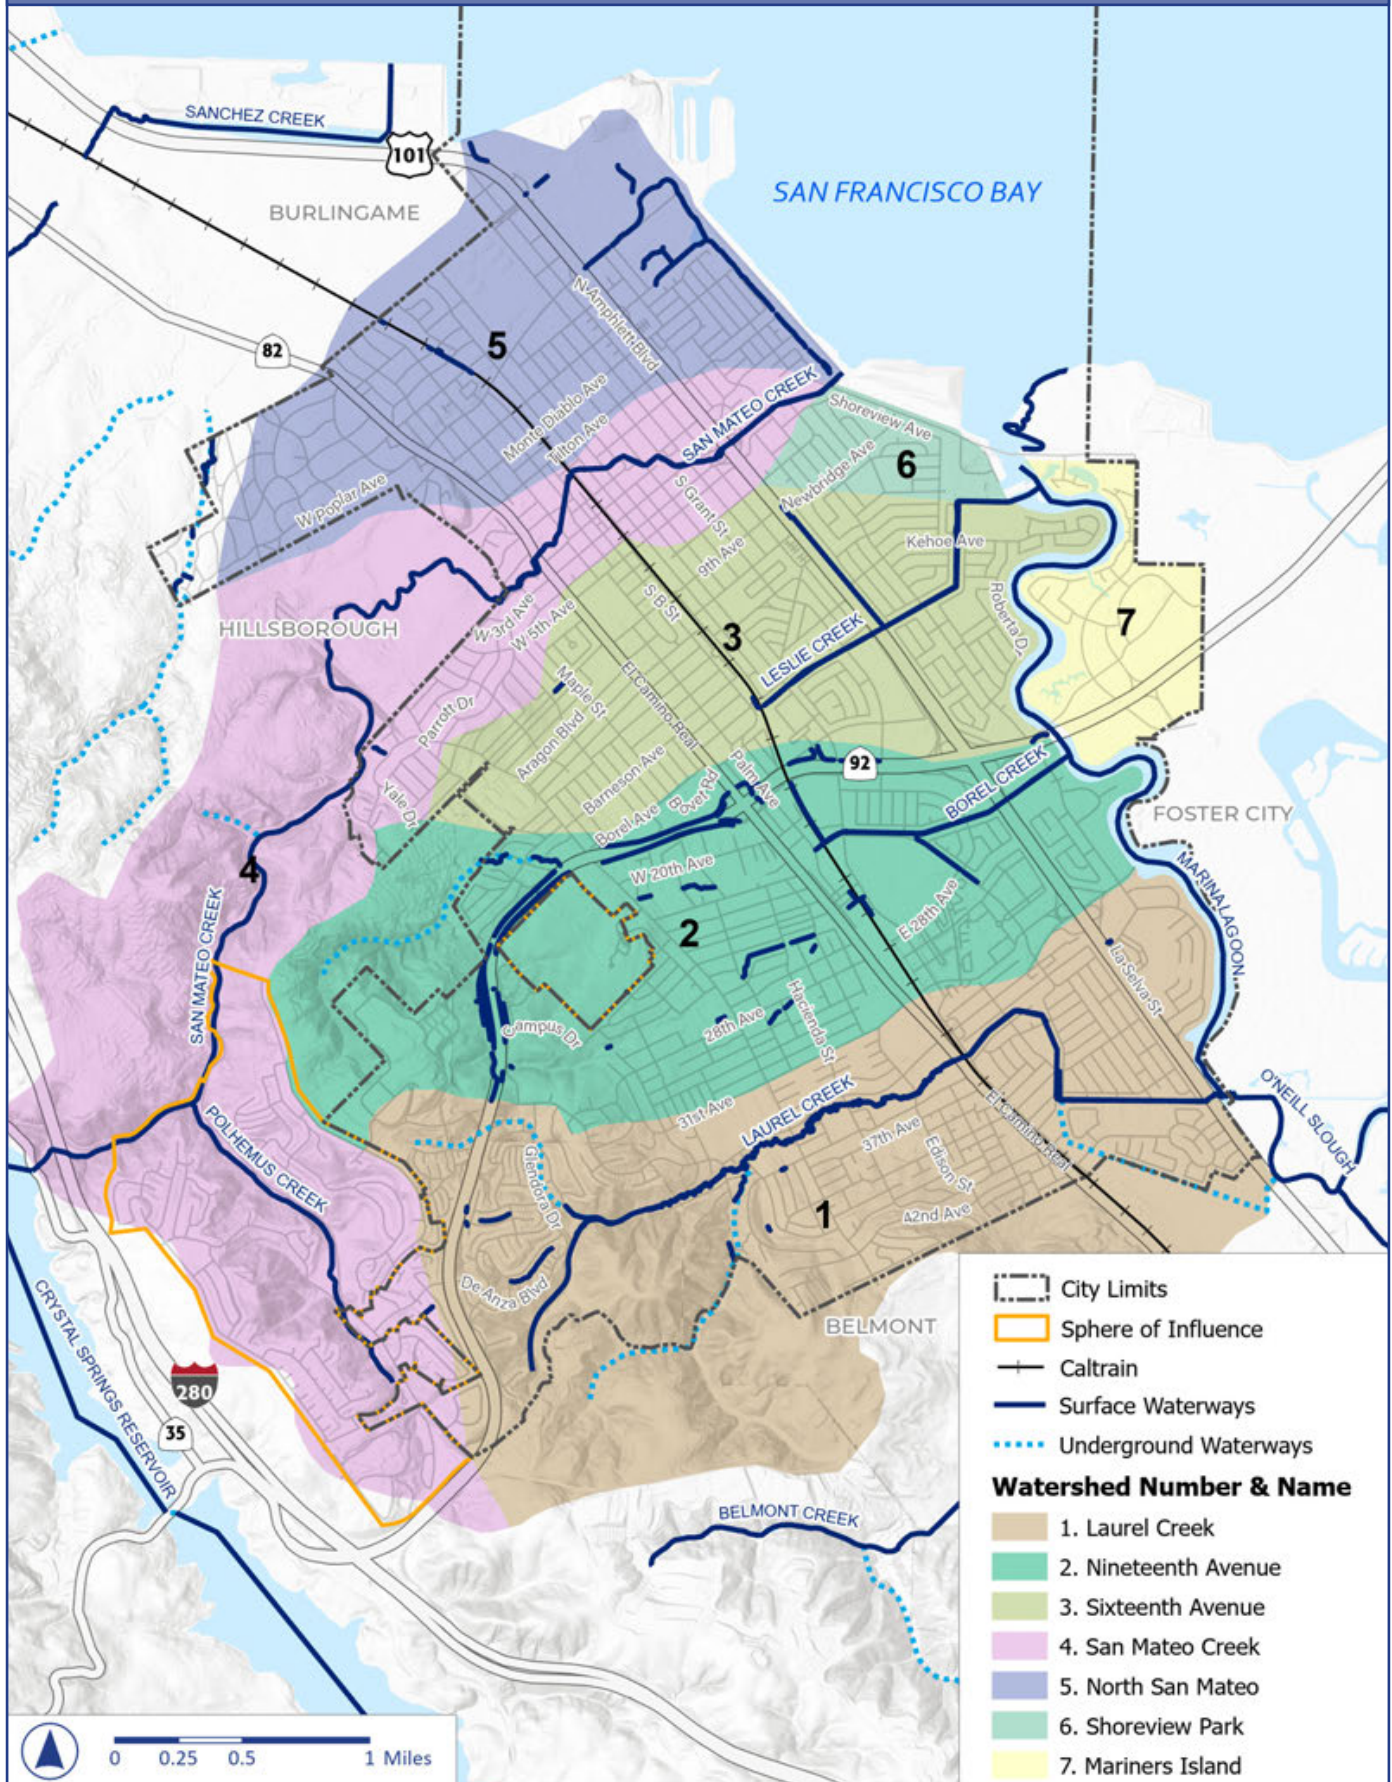 SANCHEZ CREEK
101
BURLINGAME
SAN FRANCISCO BAY
N Amphlett Blvd
5
82
Monte Diablo Ave
Tilton Ave
SAN MATEO CREEK
Shoreview Ave
6
Newbridge Ave
W Poplar Ave
S Grant St
9th Ave
Kehoe Ave
S B St
Roberta Dr
HILLSBOROUGH
W 3rd Ave
W 5th Ave
3
7
LESLIE CREEK
Maple St
El Camino Real
Parrott Dr
Aragon Blvd
Barneson Ave
Palm Ave
92
Bovet Rd
BOREL CREEK
Yale Dr
Borel Ave
FOSTER CITY
4
W 20th Ave
MARINA LAGOON
SAN MATEO CREEK
2
E 28th Ave
La Selva St
Hacienda St
Campus Dr
28th Ave
31st Ave
LAUREL CREEK
O'NEILL SLOUGH
POLHEMUS CREEK
El Camino Real
37th Ave
Edison St
Glendora Dr
1
42nd Ave
De Anza Blvd
BELMONT
CRYSTAL SPRINGS RESERVOIR
280
35
BELMONT CREEK
City Limits
Sphere of Influence
Caltrain
Surface Waterways
Underground Waterways
Watershed Number & Name
1. Laurel Creek
2. Nineteenth Avenue
3. Sixteenth Avenue
4. San Mateo Creek
5. North San Mateo
6. Shoreview Park
7. Mariners Island
0 0.25 0.5 1 Miles